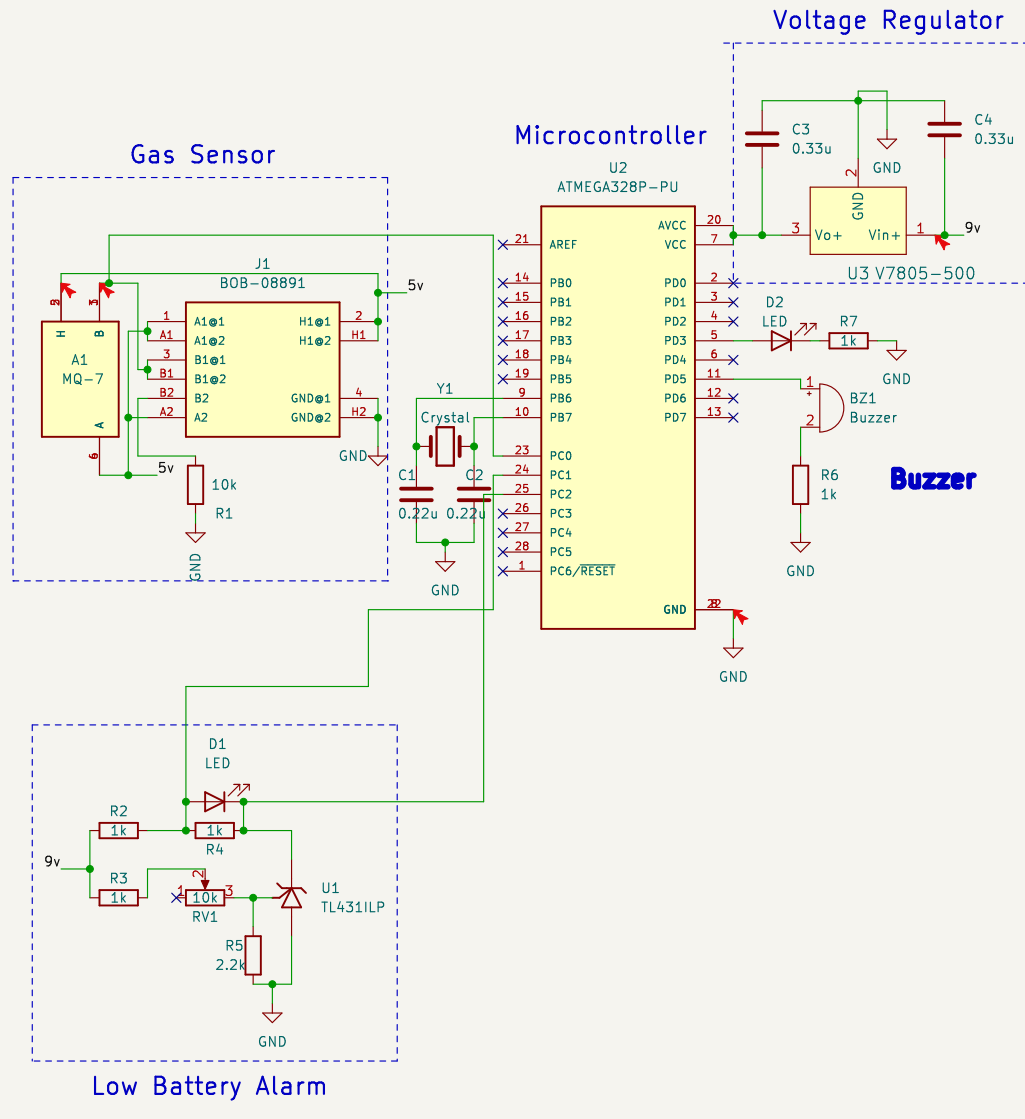 Voltage Regulator
C3
0.33u
C4
0.33u
GND
2
GND
3
Vo+
Vin+
1
9v
U3 V7805-500
Gas Sensor
J1
BOB-08891
5v
H
B
A1
MQ-7
A
6
1
A1
3
B1
B2
A2
A1@1
A1@2
B1@1
B1@2
B2
A2
H1@1
H1@2
GND@1
GND@2
2
H1
4
H2
GND
5v
10k
R1
GND
Microcontroller
U2
ATMEGA328P-PU
21
AREF
14
PB0
15
PB1
16
PB2
17
PB3
18
PB4
19
PB5
9
PB6
10
PB7
23
PC0
24
PC1
25
PC2
26
PC3
27
PC4
28
PC5
1
PC6/RESET
AVCC
20
VCC
7
PD0
2
PD1
3
PD2
4
PD3
5
PD4
6
PD5
11
PD6
12
PD7
13
GND
GND
Y1
Crystal
C1
0.22u
C2
0.22u
GND
D2
LED
R7
1k
GND
1
+
2
BZ1
Buzzer
R6
1k
GND
Buzzer
D1
LED
R2
1k
1k
R4
9v
R3
1k
2
1
10k
3
RV1
U1
TL431ILP
R5
2.2k
GND
Low Battery Alarm